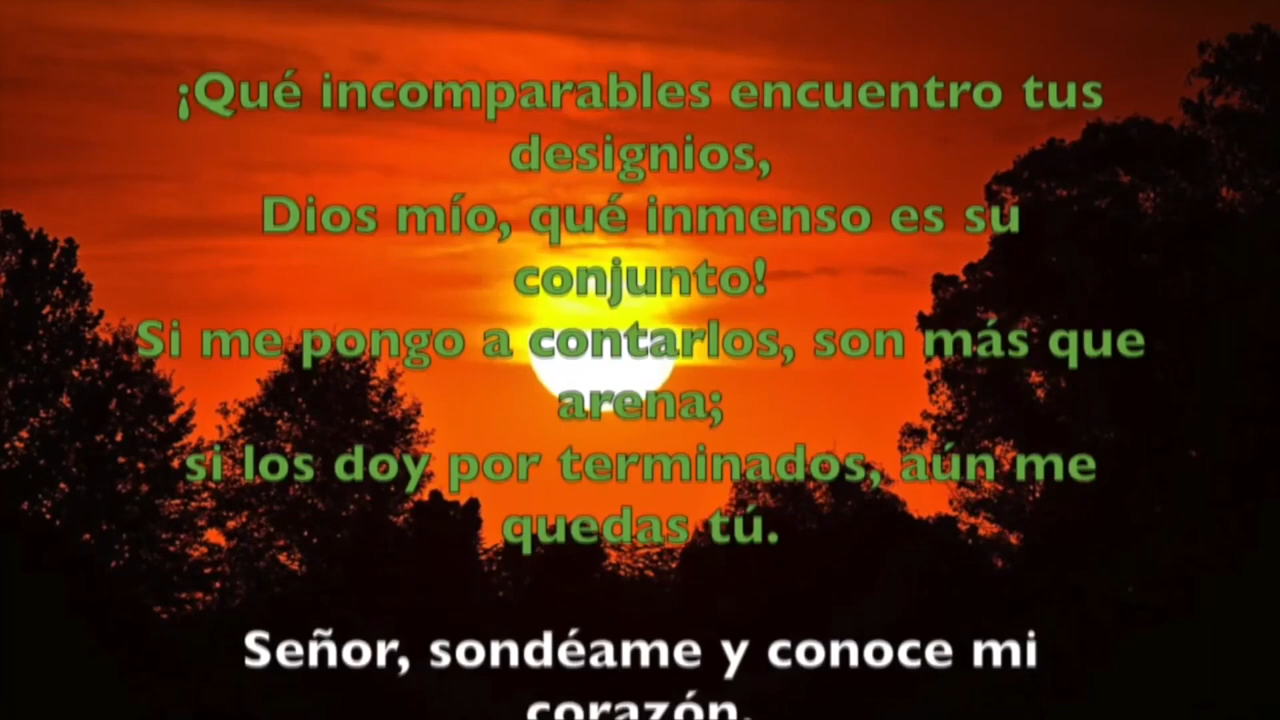 ¡Qué incomparables encuentro tus
designios,
Dios mío, qué inmenso es su
conjunto!
Si me pongo a contarlos, son más que
arena;
si los doy por terminados, aún me
quedas tú.
Señor, sondéame y conoce mi
corazón,